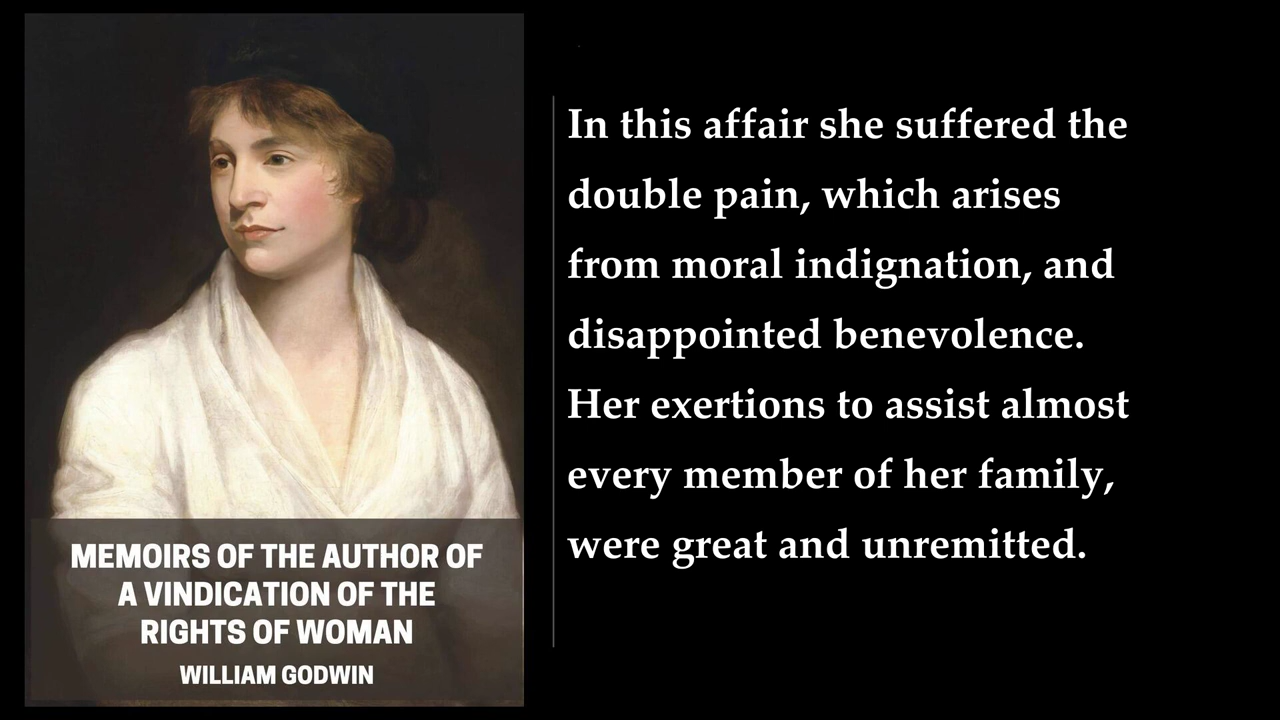 MEMOIRS OF THE AUTHOR OF
A VINDICATION OF THE
RIGHTS OF WOMAN
WILLIAM GODWIN
In this affair she suffered the
double pain, which arises
from moral indignation, and
disappointed benevolence.
Her exertions to assist almost
every member of her family,
were great and unremitted.